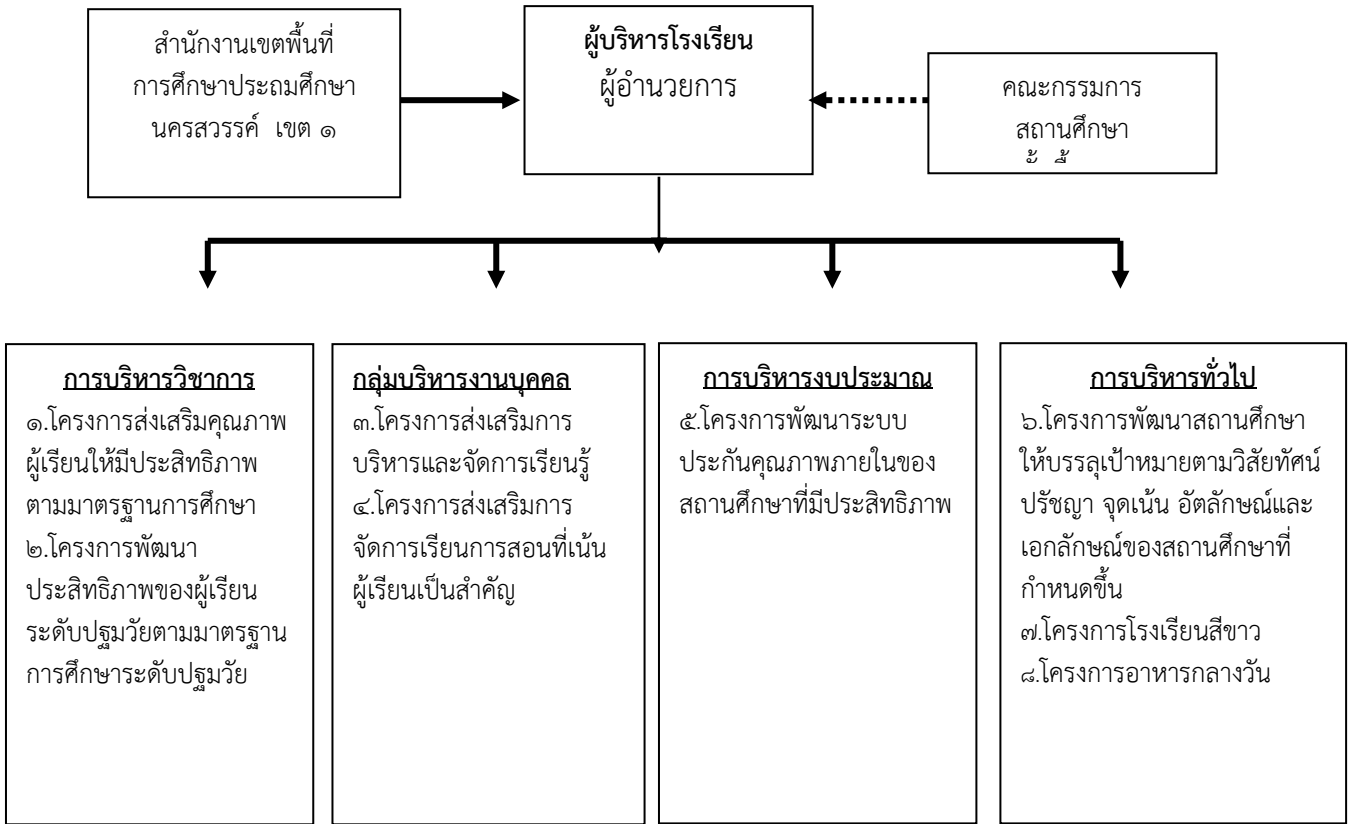 สำนักงานเขตพื้นที่
การศึกษาประถมศึกษา
นครสวรรค์ เขต ๑
ผู้บริหารโรงเรียน
ผู้อำนวยการ
คณะกรรมการ
สถานศึกษา
การบริหารวิชาการ
๑.โครงการส่งเสริมคุณภาพ
ผู้เรียนให้มีประสิทธิภาพ
ตามมาตรฐานการศึกษา
๒.โครงการพัฒนา
ประสิทธิภาพของผู้เรียน
ระดับปฐมวัยตามมาตรฐาน
การศึกษาระดับปฐมวัย
กลุ่มบริหารงานบุคคล
๓.โครงการส่งเสริมการ
บริหารและจัดการเรียนรู้
๔.โครงการส่งเสริมการ
จัดการเรียนการสอนที่เน้น
ผู้เรียนเป็นสำคัญ
การบริหารงบประมาณ
๕.โครงการพัฒนาระบบ
ประกันคุณภาพภายในของ
สถานศึกษาที่มีประสิทธิภาพ
การบริหารทั่วไป
๖.โครงการพัฒนาสถานศึกษา
ให้บรรลุเป้าหมายตามวิสัยทัศน์
ปรัชญา จุดเน้น อัตลักษณ์และ
เอกลักษณ์ของสถานศึกษาที่
กำหนดขึ้น
๗.โครงการโรงเรียนสีขาว
๘.โครงการอาหารกลางวัน